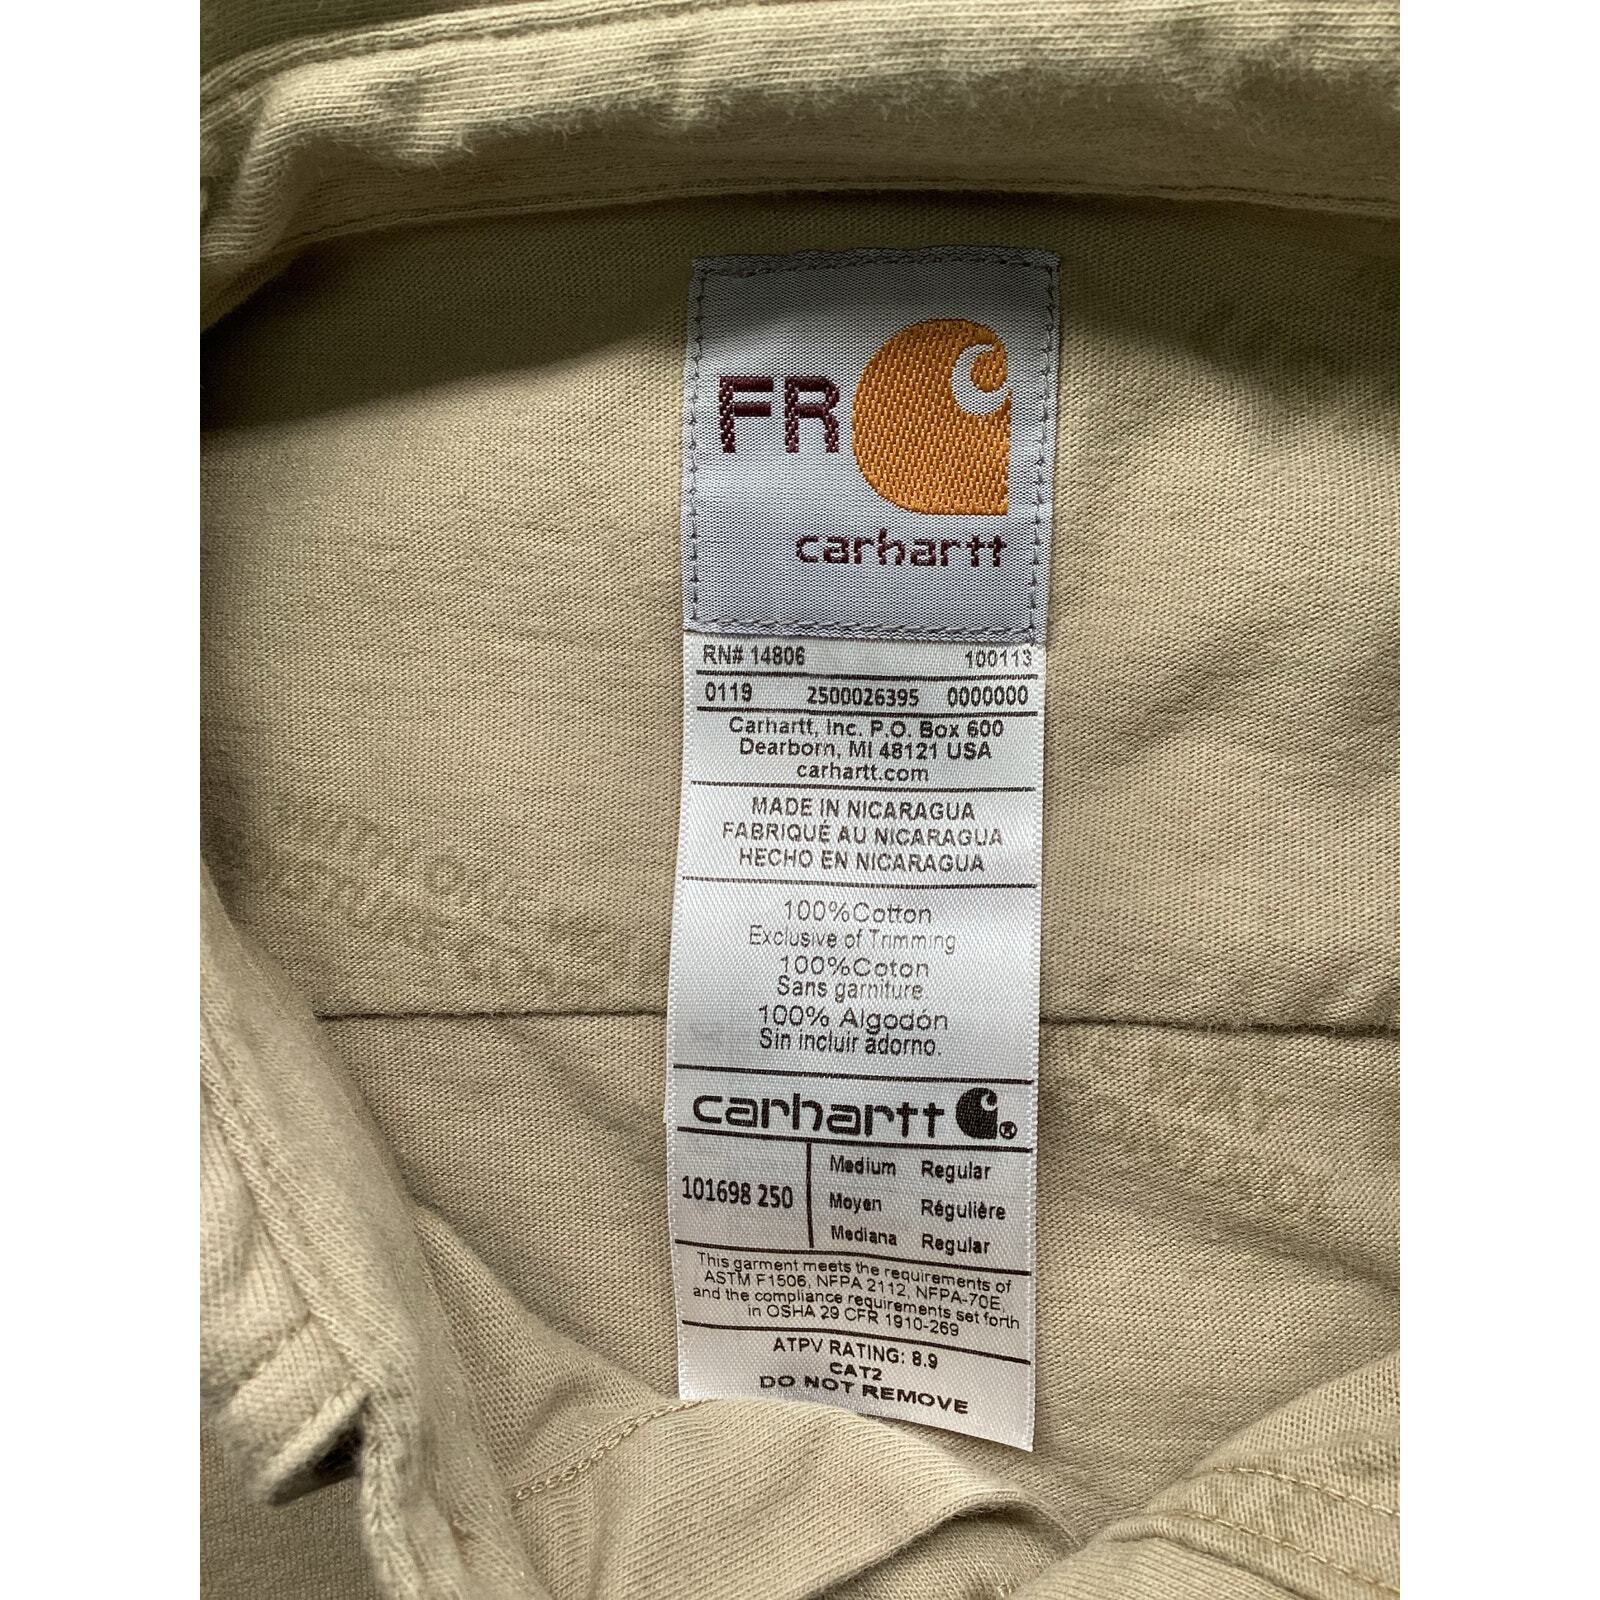 FR
carhartt
RN# 14806 100113
0119 2500026395 0000000
Carhartt, Inc. P.O. Box 600
Dearborn, MI 48121 USA
carhartt.com
MADE IN NICARAGUA
FABRIQUÉ AU NICARAGUA
HECHO EN NICARAGUA
100%Cotton
Exclusive of Trimming
100%Coton
Sans garniture.
100% Algodón
Sin incluir adorno.
carhartt ®
101698 250
Medium Regular
Moyen Régulière
Mediana Regular
This garment meets the requirements of
ASTM F1506, NFPA 2112, NFPA-70E,
and the compliance requirements set forth
in OSHA 29 CFR 1910-269
ATPV RATING: 8.9
CAT2
DO NOT REMOVE